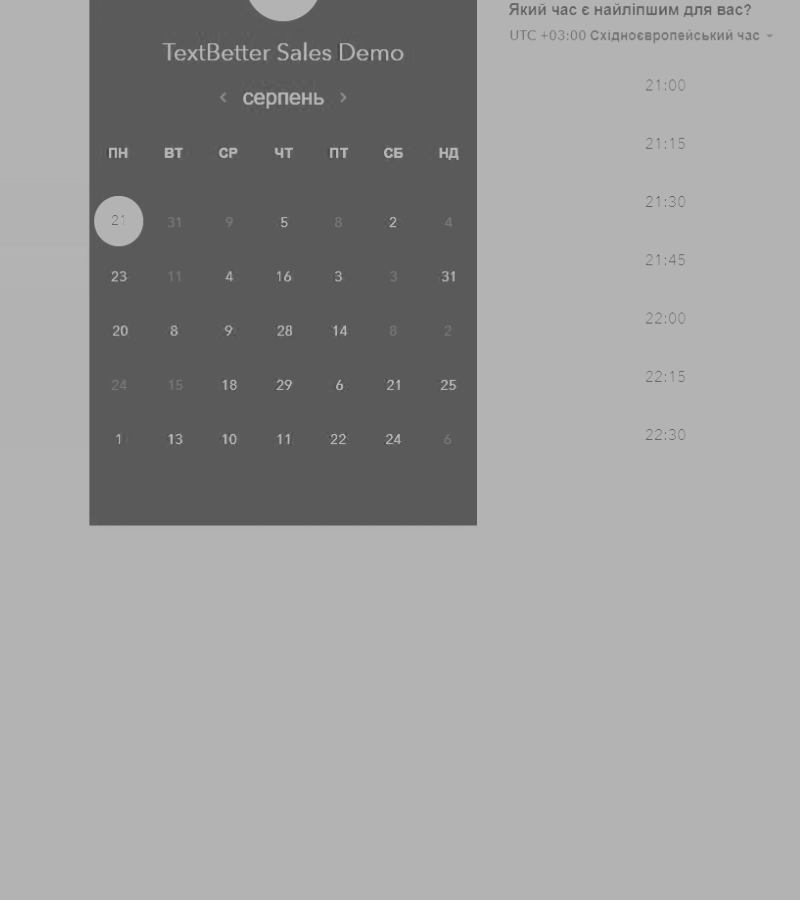 TextBetter Sales Demo
серпень
ПН ВТ СР ЧТ ПТ СБ НД
21 31 9 5 8 2 4
23 11 4 16 3 3 31
20 8 9 28 14 8 2
24 15 18 29 6 21 25
1 13 10 11 22 24 6
Який час є найліпшим для вас?
UTC +03:00 Східноєвропейський час
21:00
21:15
21:30
21:45
22:00
22:15
22:30